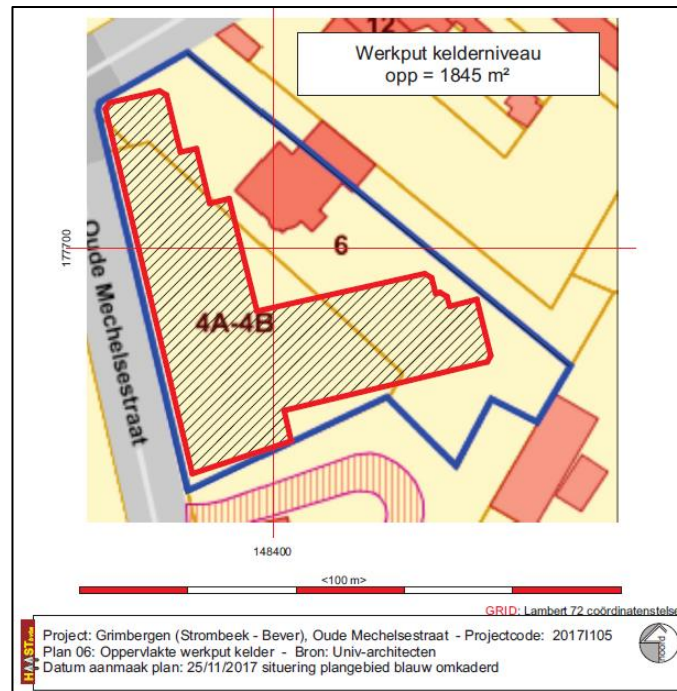 12
Werkput kelderniveau
opp = 1845 m²
177700
6
Oude Mechelsestraat
4A-4B
148400
<100 m>
GRID: Lambert 72 coördinatenstelse
HAAST bvba
Project: Grimbergen (Strombeek - Bever), Oude Mechelsestraat - Projectcode: 2017I105
Plan 06: Oppervlakte werkput kelder - Bron: Univ-architecten
Datum aanmaak plan: 25/11/2017 situering plangebied blauw omkaderd
noord